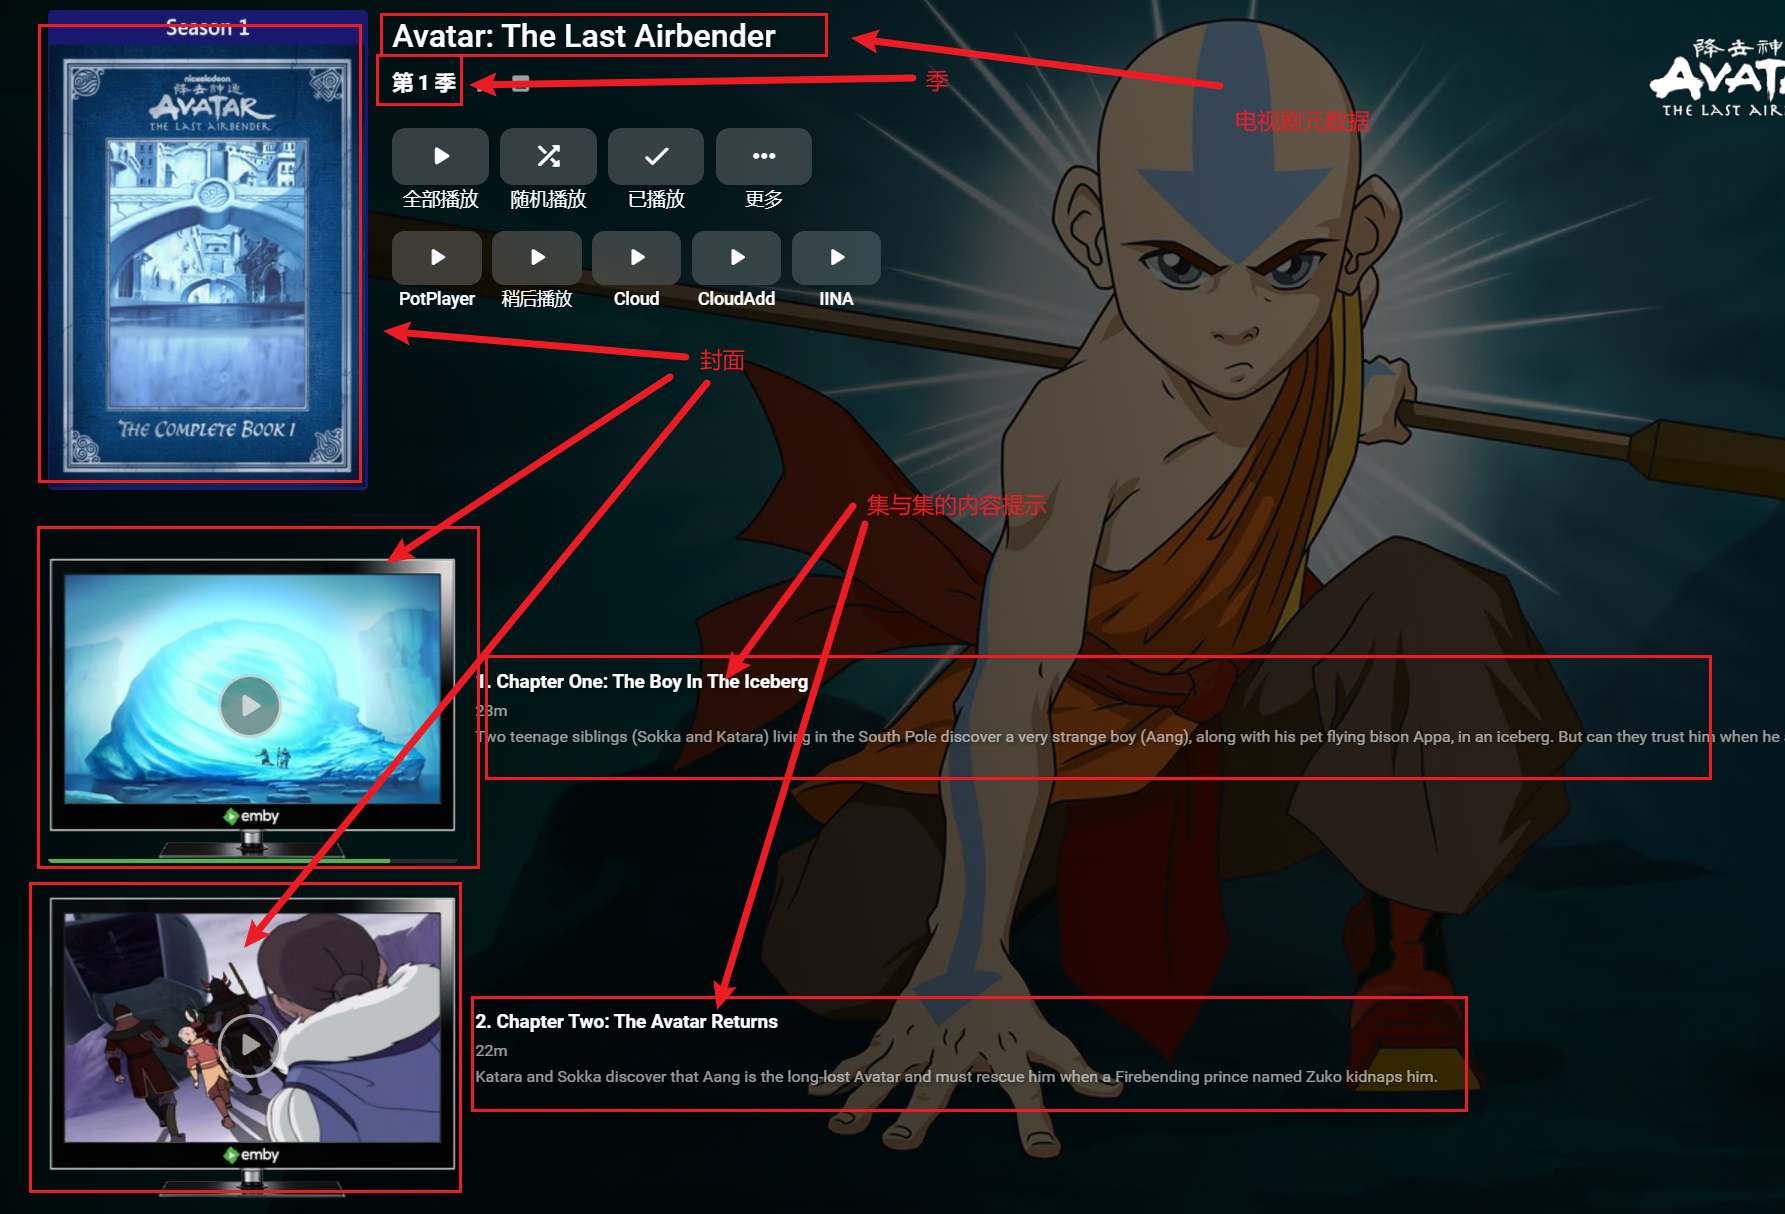 Season 1
nickelodeon
降去神通
AVATAR
THE LAST AIRBENDER
THE COMPLETE BOOK 1
Avatar: The Last Airbender
第 1 季
季
电视剧元数据
降去神
AVAT
THE LAST AIR
全部播放
随机播放
已播放
更多
PotPlayer
稍后播放
Cloud
CloudAdd
IINA
封面
集与集的内容提示
1. Chapter One: The Boy In The Iceberg
23m
Two teenage siblings (Sokka and Katara) living in the South Pole discover a very strange boy (Aang), along with his pet flying bison Appa, in an iceberg. But can they trust him when he
emby
2. Chapter Two: The Avatar Returns
22m
Katara and Sokka discover that Aang is the long-lost Avatar and must rescue him when a Firebending prince named Zuko kidnaps him.
emby